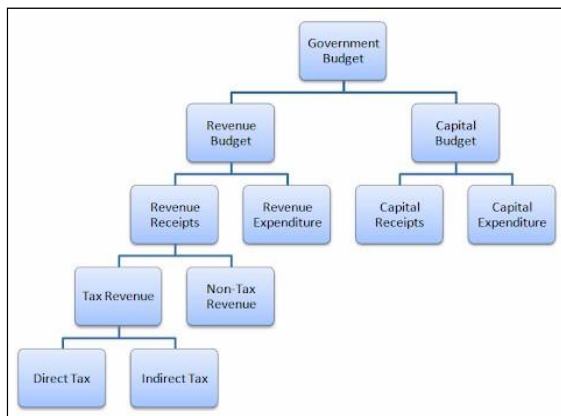 Government
Budget
Revenue
Budget
Capital
Budget
Revenue
Receipts
Revenue
Expenditure
Capital
Receipts
Capital
Expenditure
Tax Revenue
Non-Tax
Revenue
Direct Tax
Indirect Tax